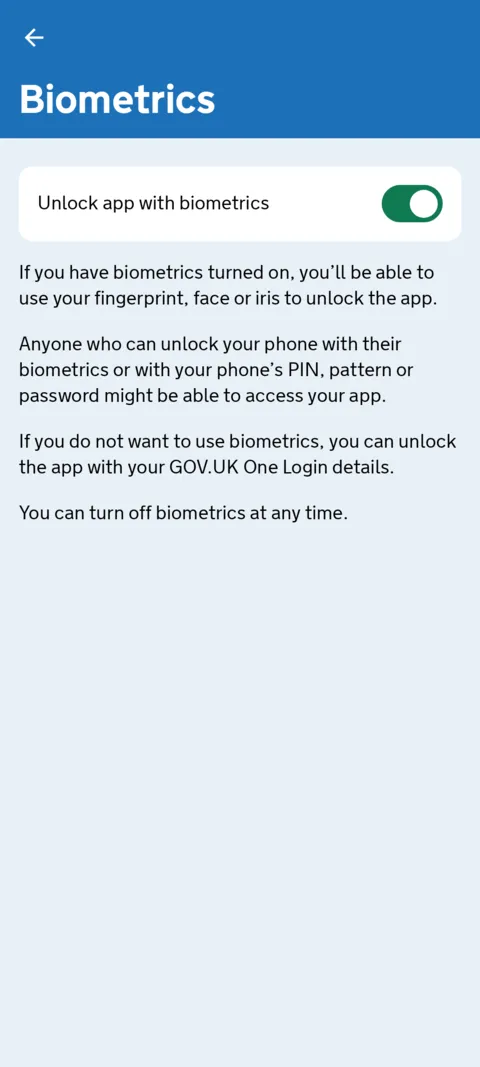 Biometrics
Unlock app with biometrics
If you have biometrics turned on, you’ll be able to
use your fingerprint, face or iris to unlock the app.
Anyone who can unlock your phone with their
biometrics or with your phone’s PIN, pattern or
password might be able to access your app.
If you do not want to use biometrics, you can unlock
the app with your GOV.UK One Login details.
You can turn off biometrics at any time.